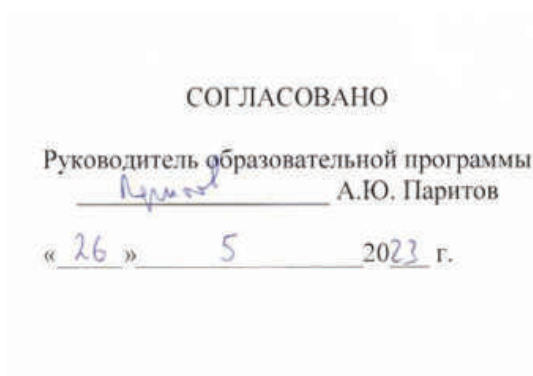 СОГЛАСОВАНО
Руководитель образовательной программы
А.Ю. Паритов
« 26 » 5 2023 г.